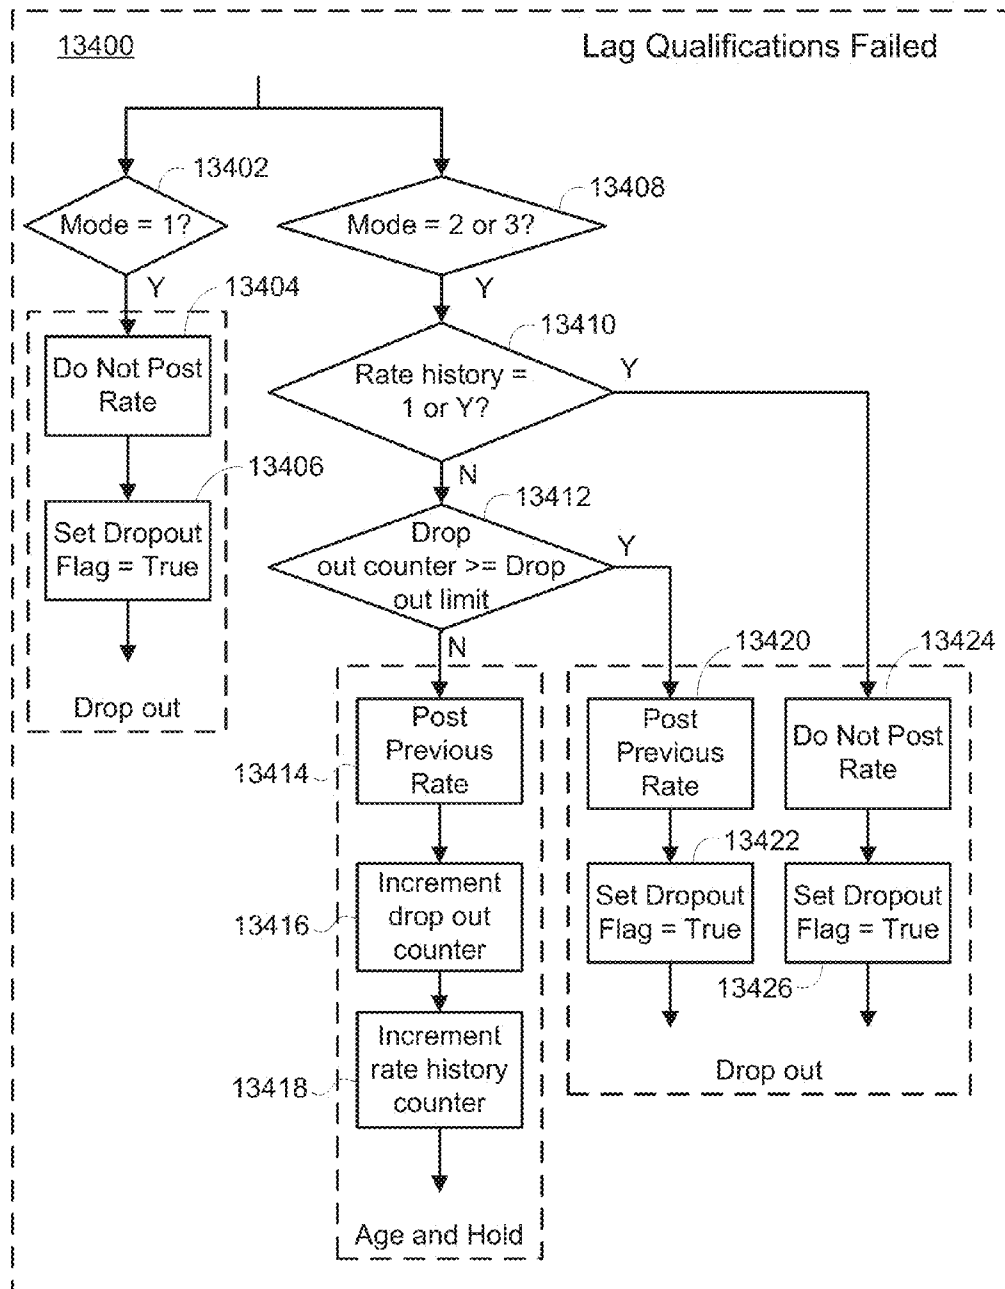 13400
Lag Qualifications Failed
13402
Mode = 1?
Y
13404
Do Not Post
Rate
13406
Set Dropout
Flag = True
Drop out
13408
Mode = 2 or 3?
Y
13410
Rate history =
1 or Y?
Y
N
13412
Drop
out counter >= Drop
out limit
Y
N
Post
Previous
Rate
13414
Increment
drop out
counter
13416
Increment
rate history
counter
13418
Age and Hold
13420
Post
Previous
Rate
13422
Set Dropout
Flag = True
13424
Do Not Post
Rate
Set Dropout
Flag = True
13426
Drop out